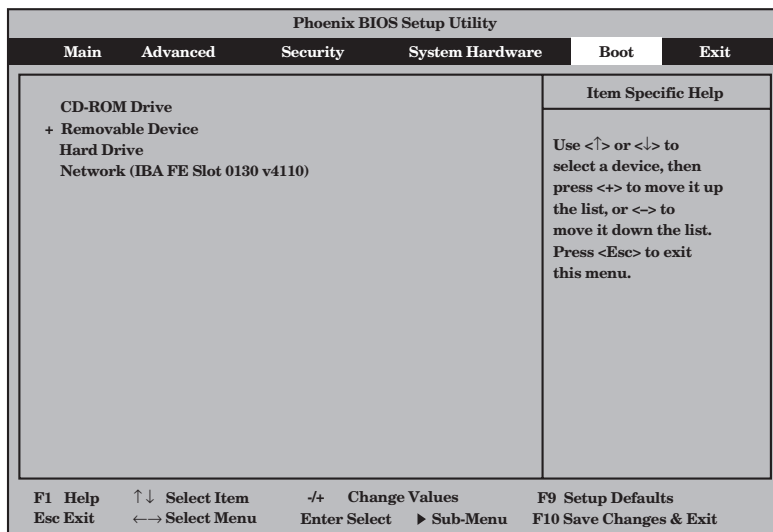 Phoenix BIOS Setup Utility
Main Advanced Security System Hardware Boot Exit
CD-ROM Drive
+ Removable Device
Hard Drive
Network (IBA FE Slot 0130 v4110)
Item Specific Help
Use <↑> or <↓> to
select a device, then
press <+> to move it up
the list, or <–> to
move it down the list.
Press <Esc> to exit
this menu.
F1 Help ↑↓ Select Item -/+ Change Values F9 Setup Defaults
Esc Exit ←→ Select Menu Enter Select ▶ Sub-Menu F10 Save Changes & Exit